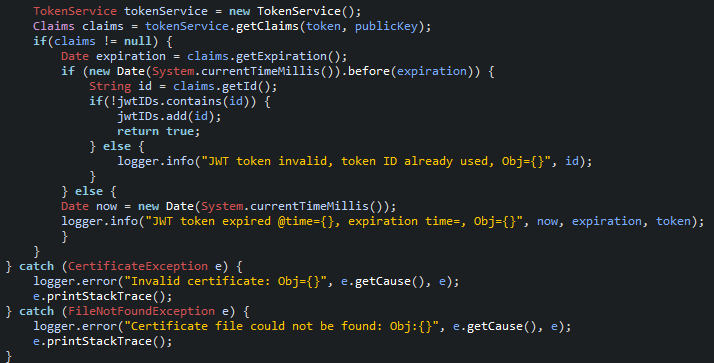 TokenService tokenService = new TokenService();
Claims claims = tokenService.getClaims(token, publicKey);
if(claims != null) {
Date expiration = claims.getExpiration();
if (new Date(System.currentTimeMillis()).before(expiration)) {
String id = claims.getId();
if(!jwtIDs.contains(id)) {
jwtIDs.add(id);
return true;
} else {
logger.info("JWT token invalid, token ID already used, Obj={}", id);
}
} else {
Date now = new Date(System.currentTimeMillis());
logger.info("JWT token expired @time={}, expiration time=, Obj={}", now, expiration, token);
}
}
} catch (CertificateException e) {
logger.error("Invalid certificate: Obj={}", e.getCause(), e);
e.printStackTrace();
} catch (FileNotFoundException e) {
logger.error("Certificate file could not be found: Obj:{}", e.getCause(), e);
e.printStackTrace();
}